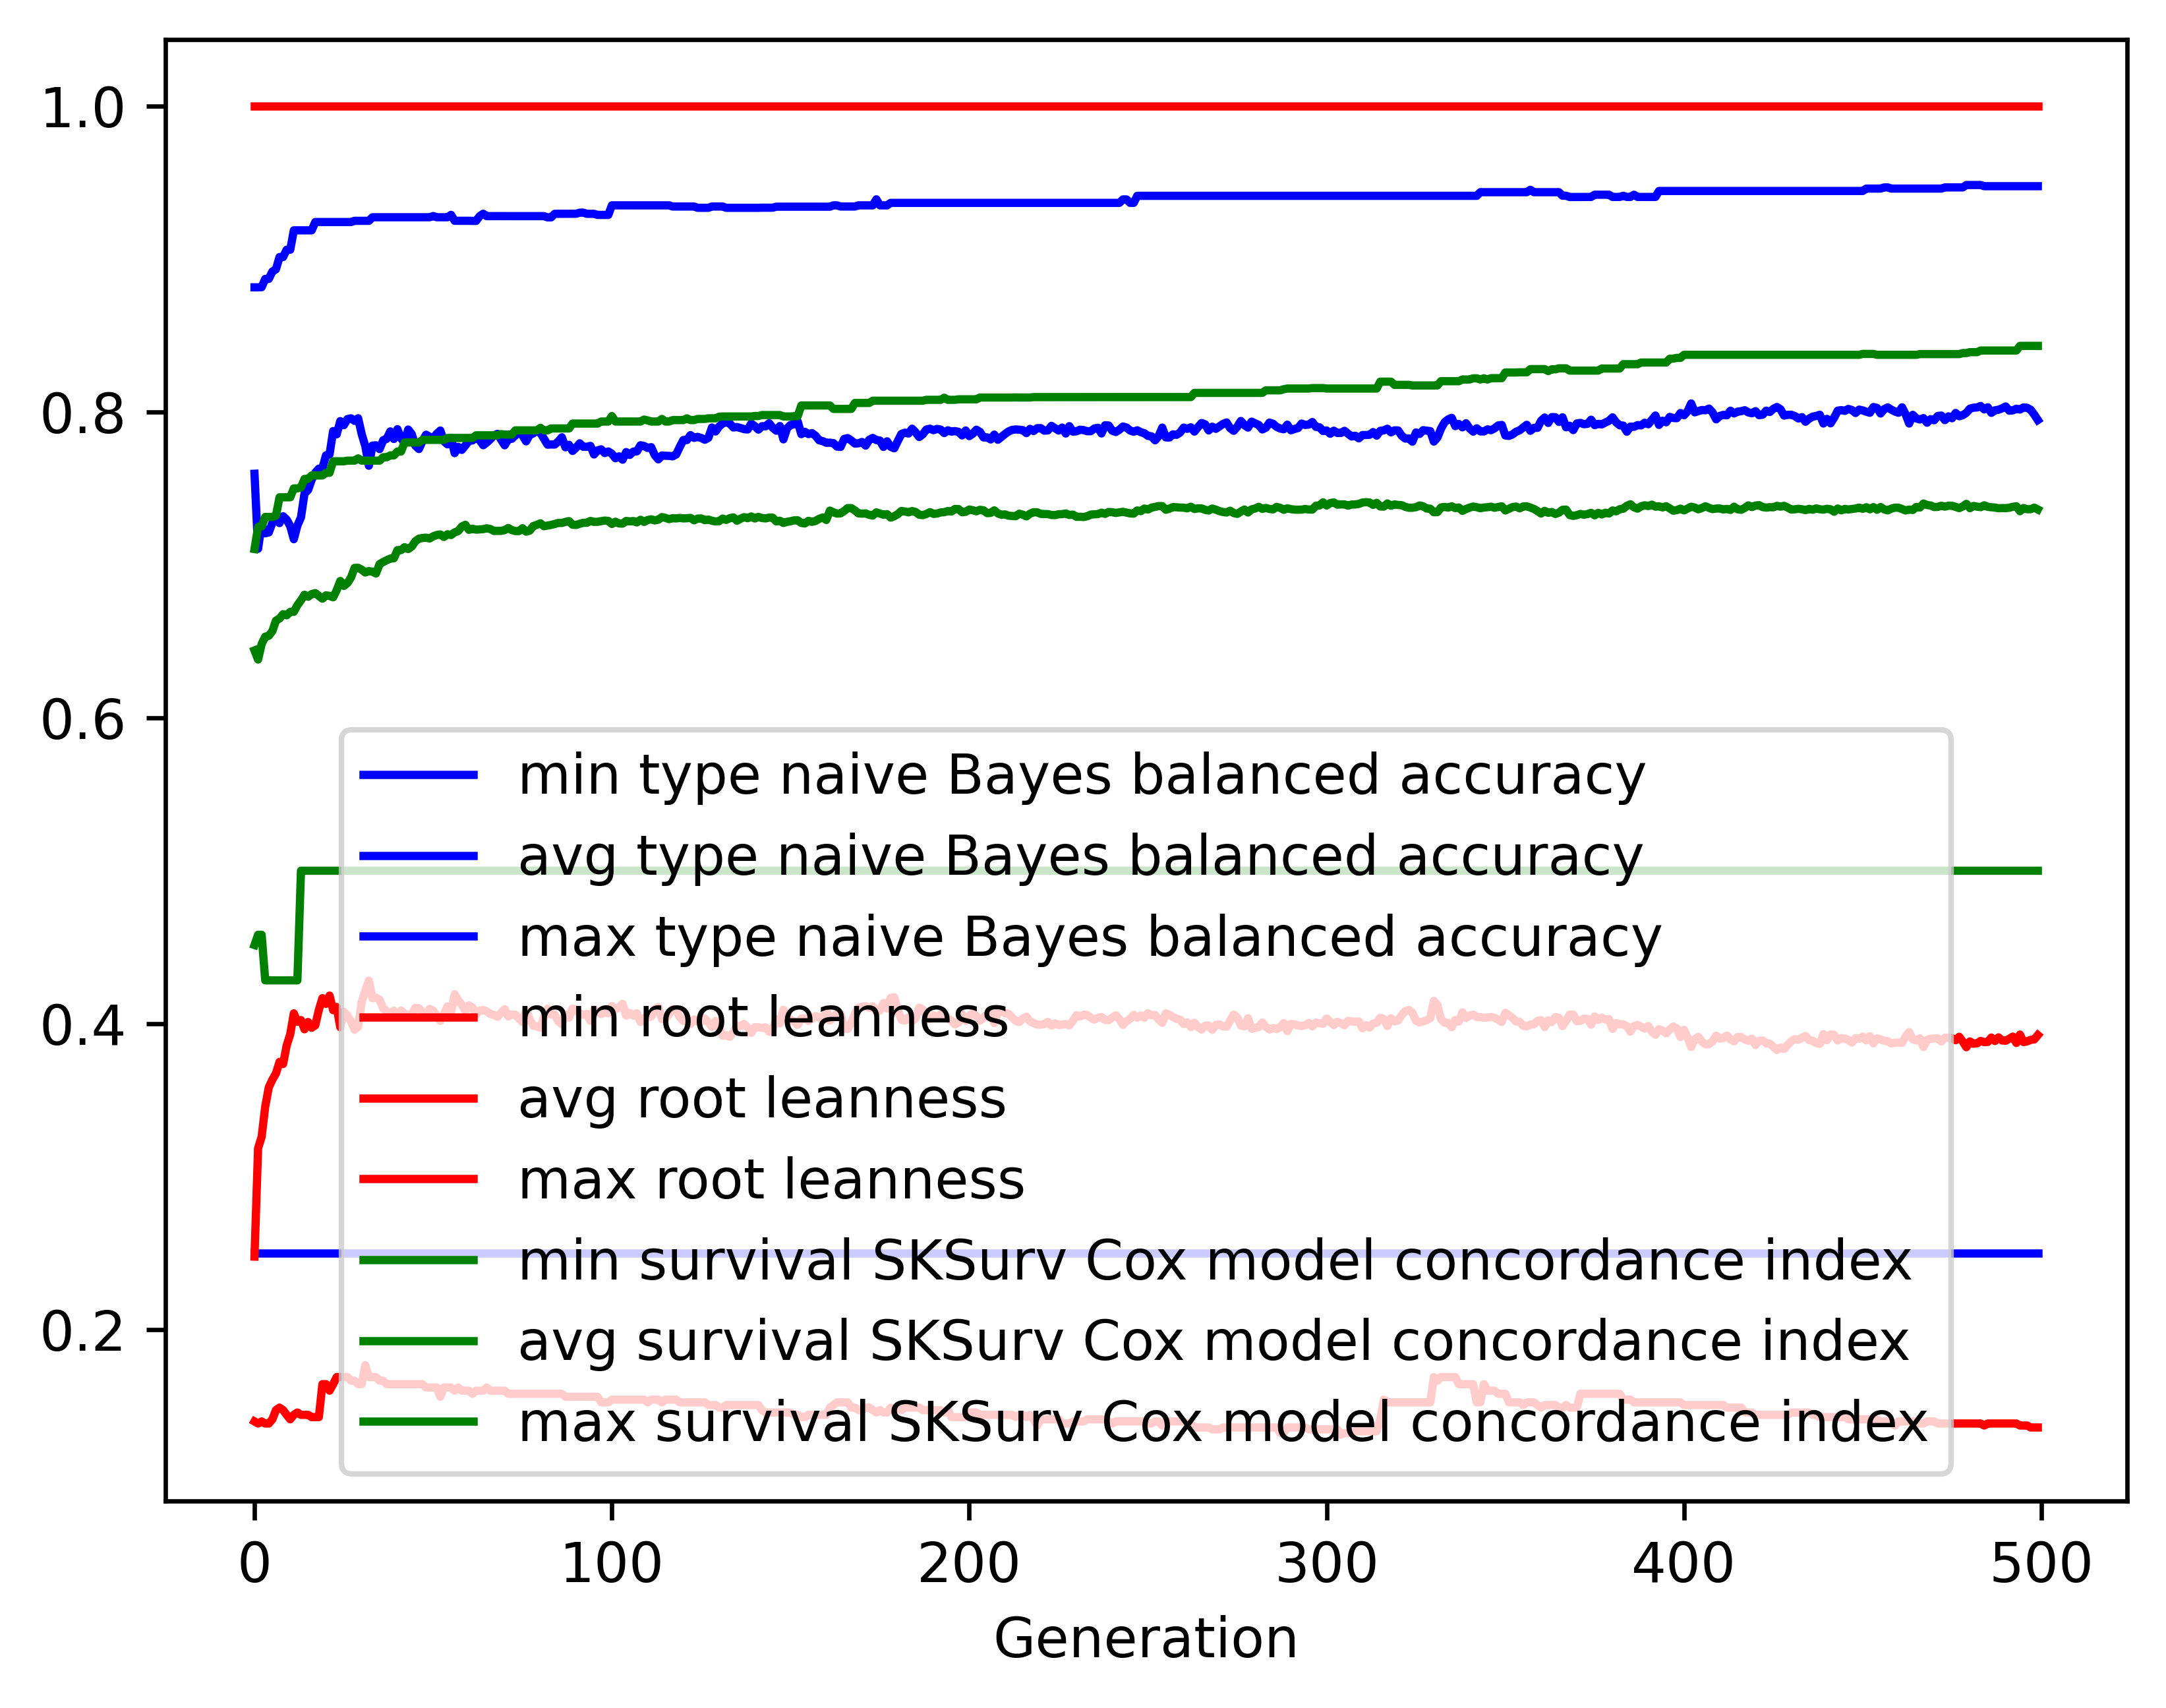 1.0
0.8
0.6
0.4
0.2
min type naive Bayes balanced accuracy
avg type naive Bayes balanced accuracy
max type naive Bayes balanced accuracy
min root leanness
avg root leanness
max root leanness
min survival SKSurv Cox model concordance index
avg survival SKSurv Cox model concordance index
max survival SKSurv Cox model concordance index
0 100 200 300 400 500
Generation